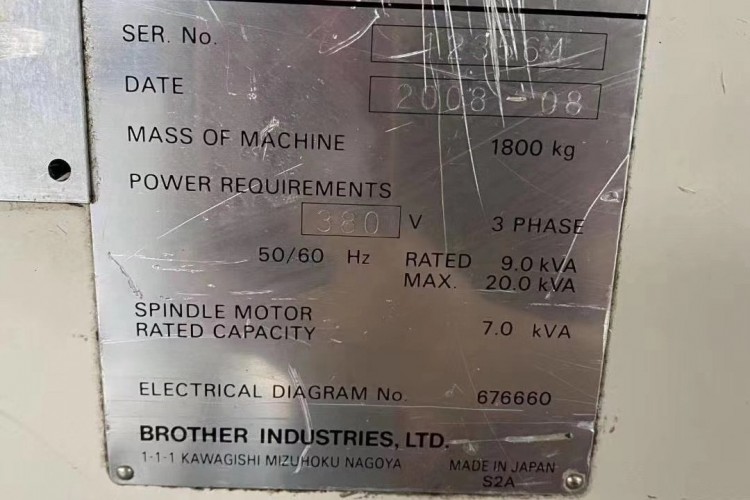 SER. No.
DATE 2008-08
MASS OF MACHINE 1800 kg
POWER REQUIREMENTS
380 V 3 PHASE
50/60 Hz RATED 9.0 kVA
MAX. 20.0 kVA
SPINDLE MOTOR
RATED CAPACITY 7.0 kVA
ELECTRICAL DIAGRAM No. 676660
BROTHER INDUSTRIES, LTD.
1-1-1 KAWAGISHI MIZUHOKU NAGOYA MADE IN JAPAN
S2A